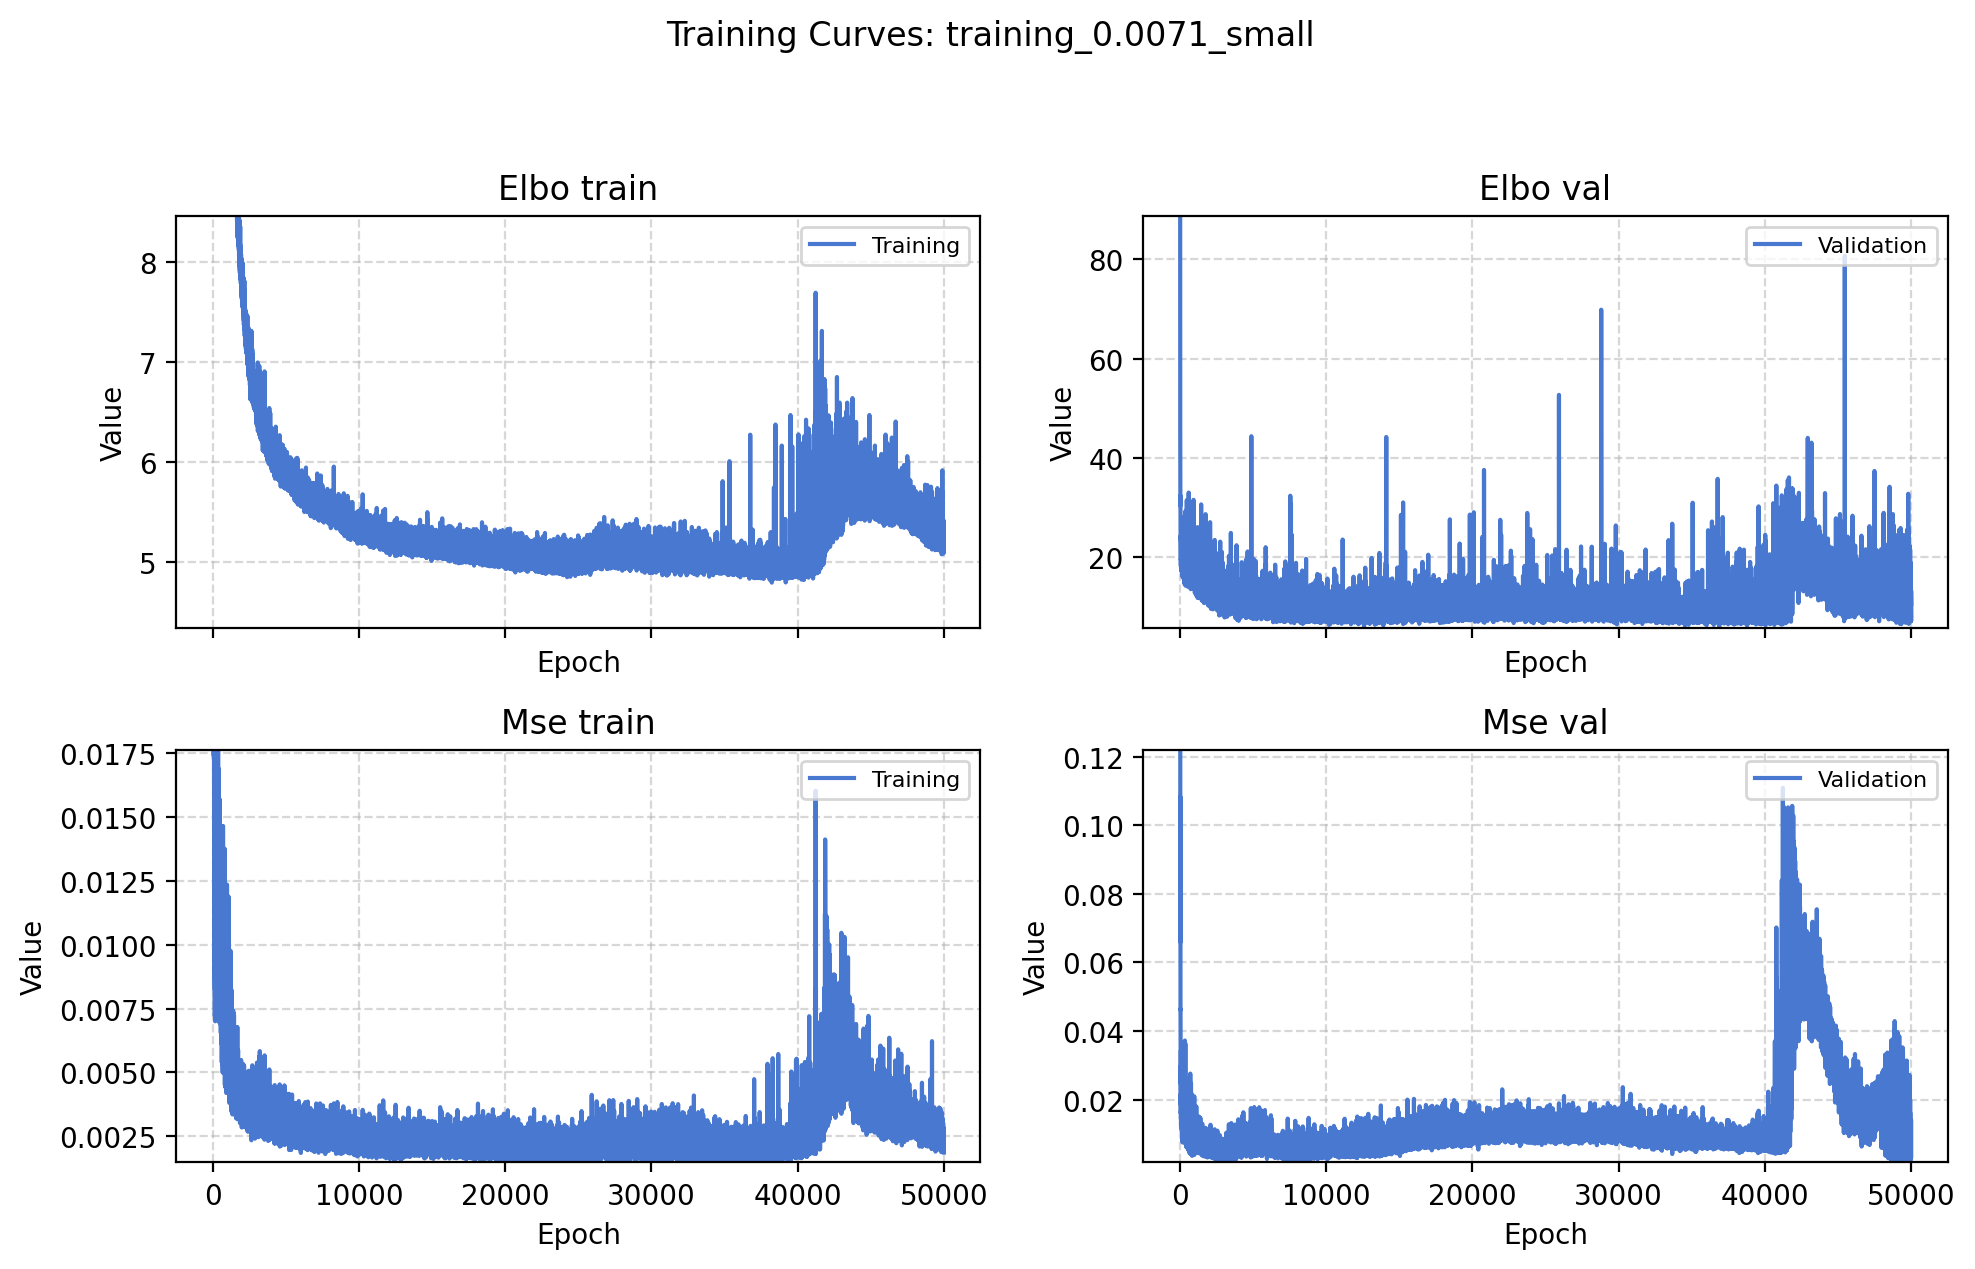 Training Curves: training_0.0071_small
Elbo train
Elbo val
Training
Validation
8
7
6
5
Value
80
60
40
20
Value
Epoch
Epoch
Mse train
Mse val
Training
Validation
0.0175
0.0150
0.0125
0.0100
0.0075
0.0050
0.0025
Value
0.12
0.10
0.08
0.06
0.04
0.02
Value
0 10000 20000 30000 40000 50000
0 10000 20000 30000 40000 50000
Epoch
Epoch